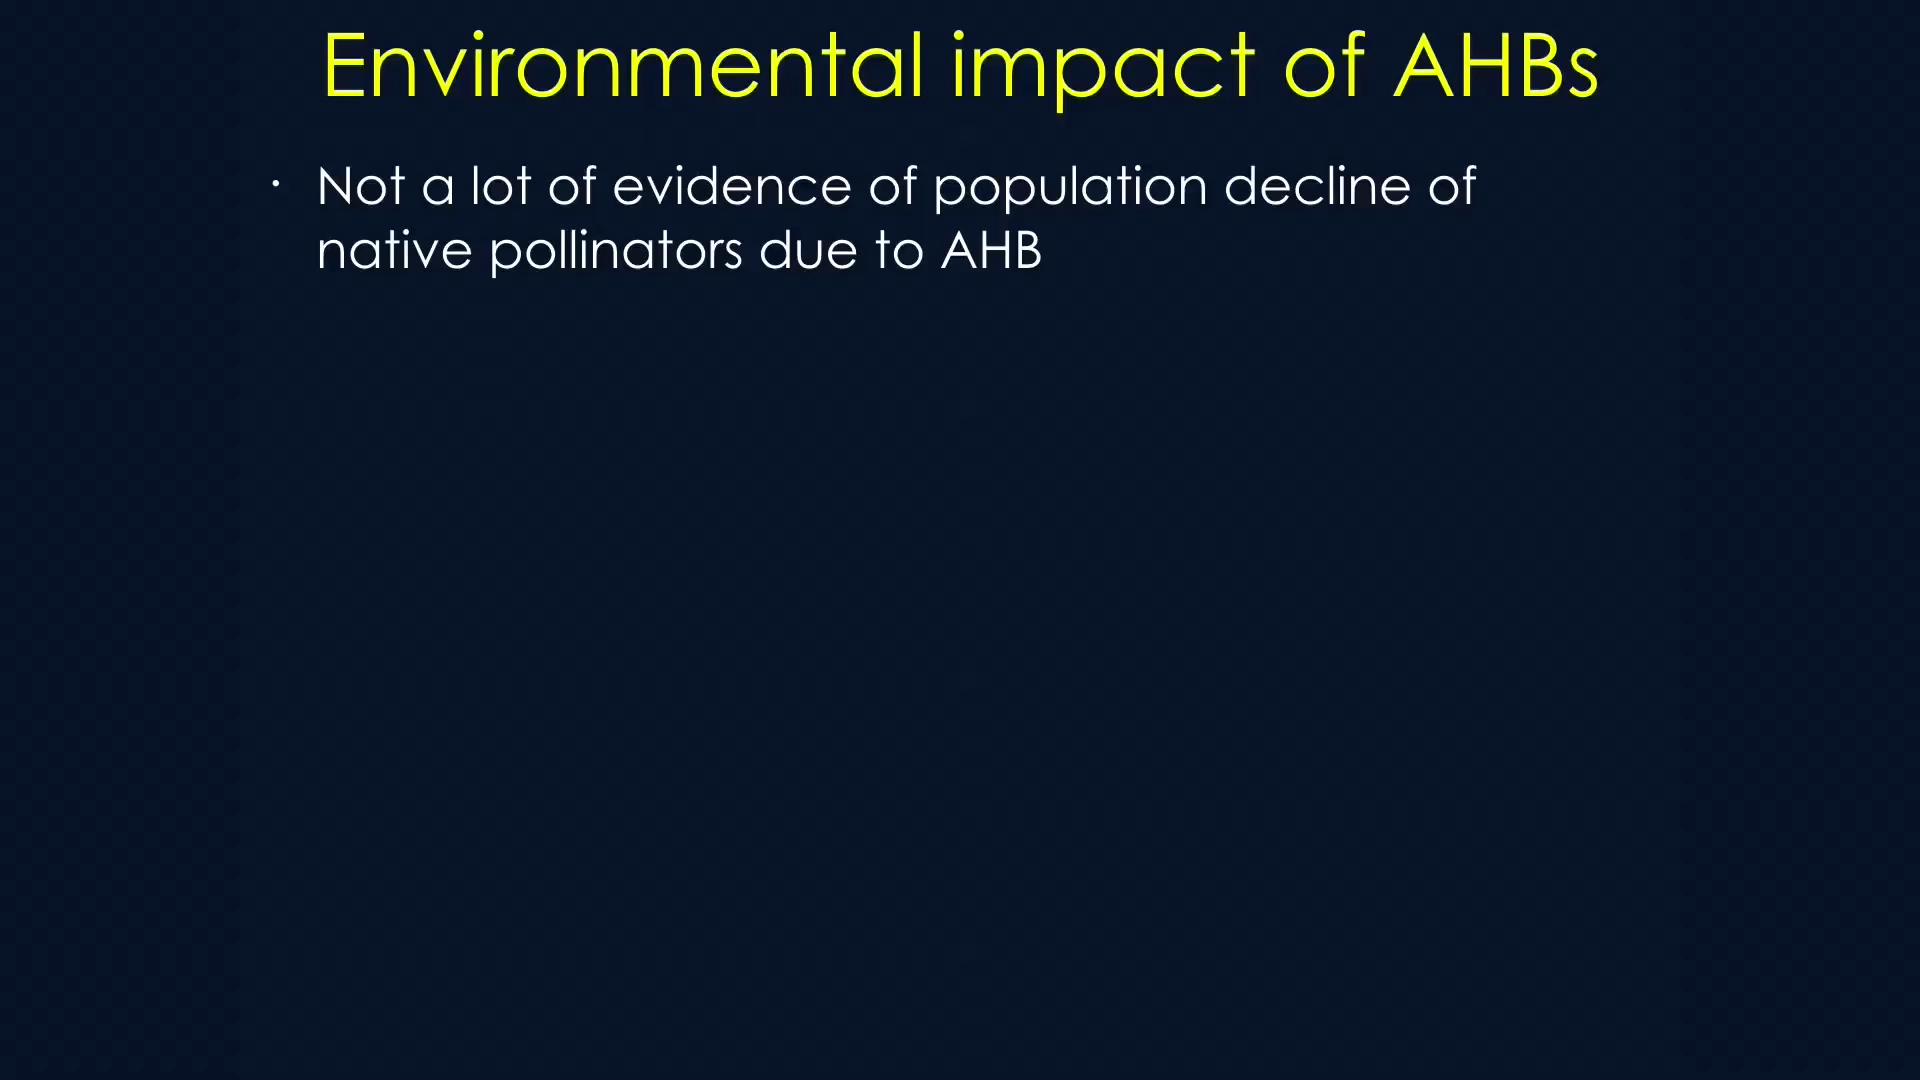 Environmental impact of AHBs
· Not a lot of evidence of population decline of
native pollinators due to AHB